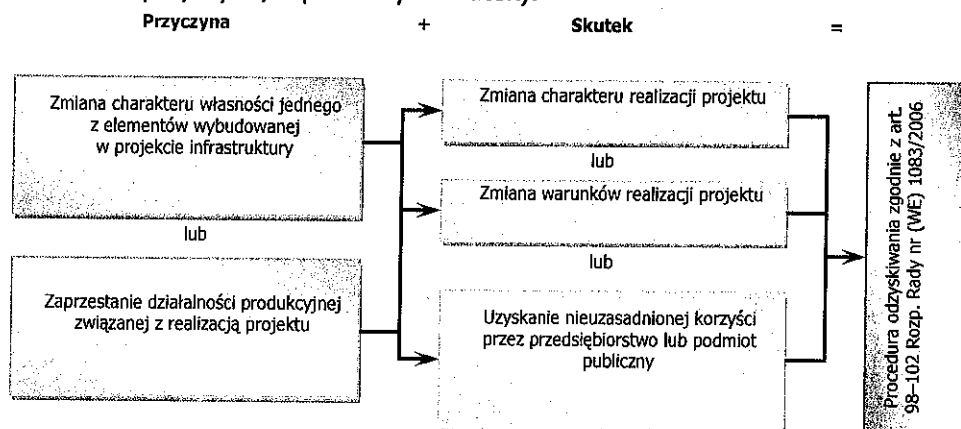 Przyczyna + Skutek =
Zmiana charakteru własności jednego
z elementów wybudowanej
w projekcie infrastruktury
lub
Zaprzestanie działalności produkcyjnej
związanej z realizacją projektu
Zmiana charakteru realizacji projektu
lub
Zmiana warunków realizacji projektu
lub
Uzyskanie nieuzasadnionej korzyści
przez przedsiębiorstwo lub podmiot
publiczny
Procedura odzyskiwania zgodnie z art.
98–102 Rozp. Rady nr (WE) 1083/2006